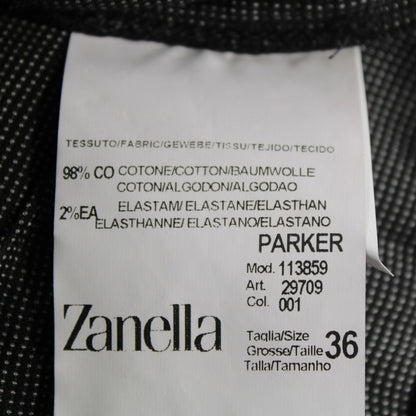 TESSUTO/FABRIC/GEWEBE/TISSU/TEJIDO/TECIDO
98% CO COTONE/COTTON/BAUMWOLLE
COTON/ALGODON/ALGODAO
2%EA ELASTAM/ELASTANE/ELASTHAN
ELASTHANNE/ELASTANO/ELASTANO
PARKER
Mod. 113859
Art. 29709
Col. 001
Zanella
Taglia/Size
Grosse/Taille 36
Talla/Tamanho